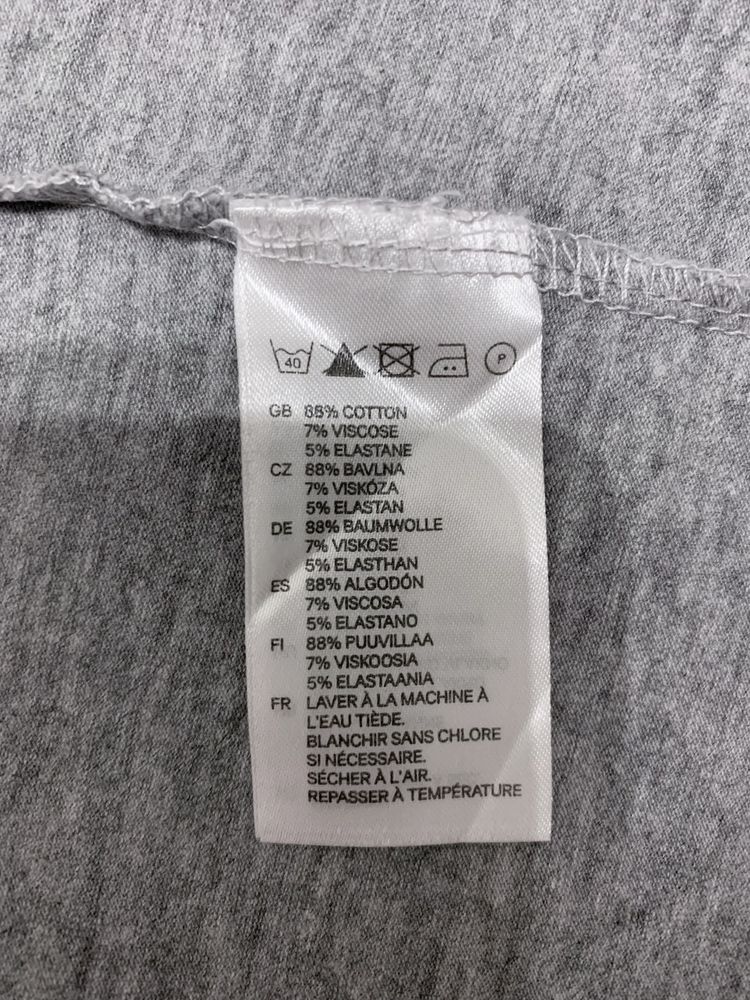 40 P
GB 88% COTTON
7% VISCOSE
5% ELASTANE
CZ 88% BAVLNA
7% VISKÓZA
5% ELASTAN
DE 88% BAUMWOLLE
7% VISKOSE
5% ELASTHAN
ES 88% ALGODÓN
7% VISCOSA
5% ELASTANO
FI 88% PUUVILLAA
7% VISKOOSIA
5% ELASTAANIA
FR LAVER À LA MACHINE À
L'EAU TIÈDE.
BLANCHIR SANS CHLORE
SI NÉCESSAIRE.
SÉCHER À L'AIR.
REPASSER À TEMPÉRATURE